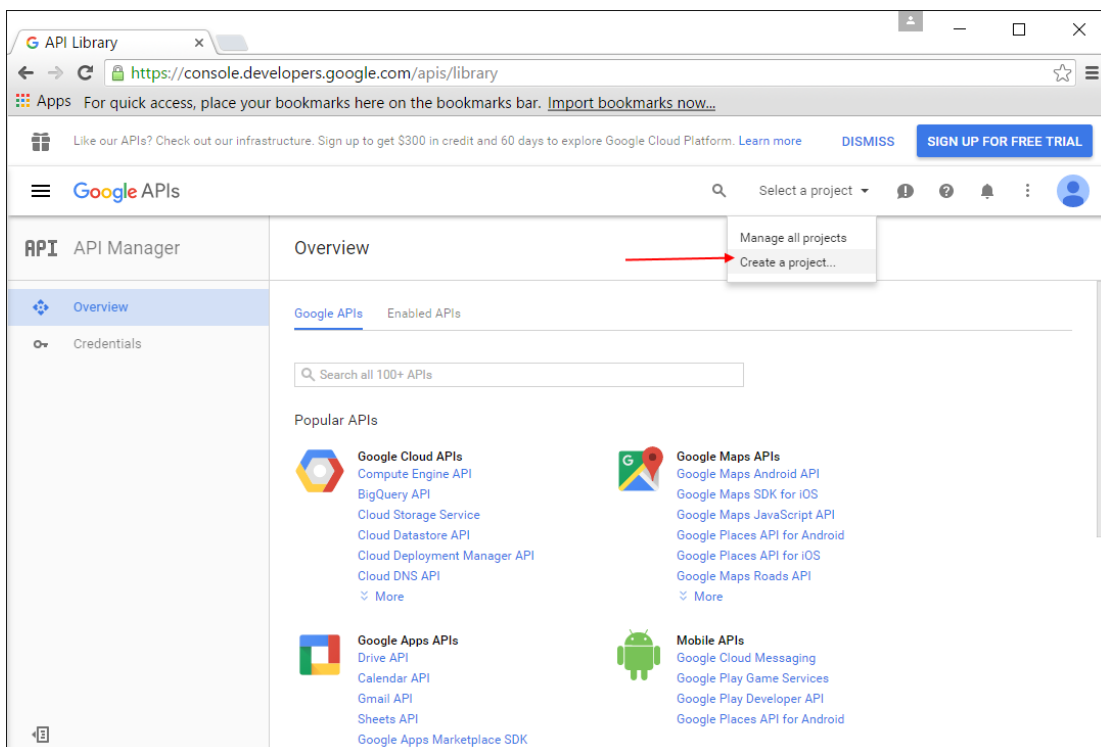 G API Library
https://console.developers.google.com/apis/library
Apps For quick access, place your bookmarks here on the bookmarks bar. Import bookmarks now...
Like our APIs? Check out our infrastructure. Sign up to get $300 in credit and 60 days to explore Google Cloud Platform. Learn more DISMISS SIGN UP FOR FREE TRIAL
Google APIs Select a project
Manage all projects
Create a project...
API API Manager
Overview
Credentials
Overview
Google APIs Enabled APIs
Search all 100+ APIs
Popular APIs
Google Cloud APIs
Compute Engine API
BigQuery API
Cloud Storage Service
Cloud Datastore API
Cloud Deployment Manager API
Cloud DNS API
More
G
Google Maps APIs
Google Maps Android API
Google Maps SDK for iOS
Google Maps JavaScript API
Google Places API for Android
Google Places API for iOS
Google Maps Roads API
More
Google Apps APIs
Drive API
Calendar API
Gmail API
Sheets API
Google Apps Marketplace SDK
Mobile APIs
Google Cloud Messaging
Google Play Game Services
Google Play Developer API
Google Places API for Android